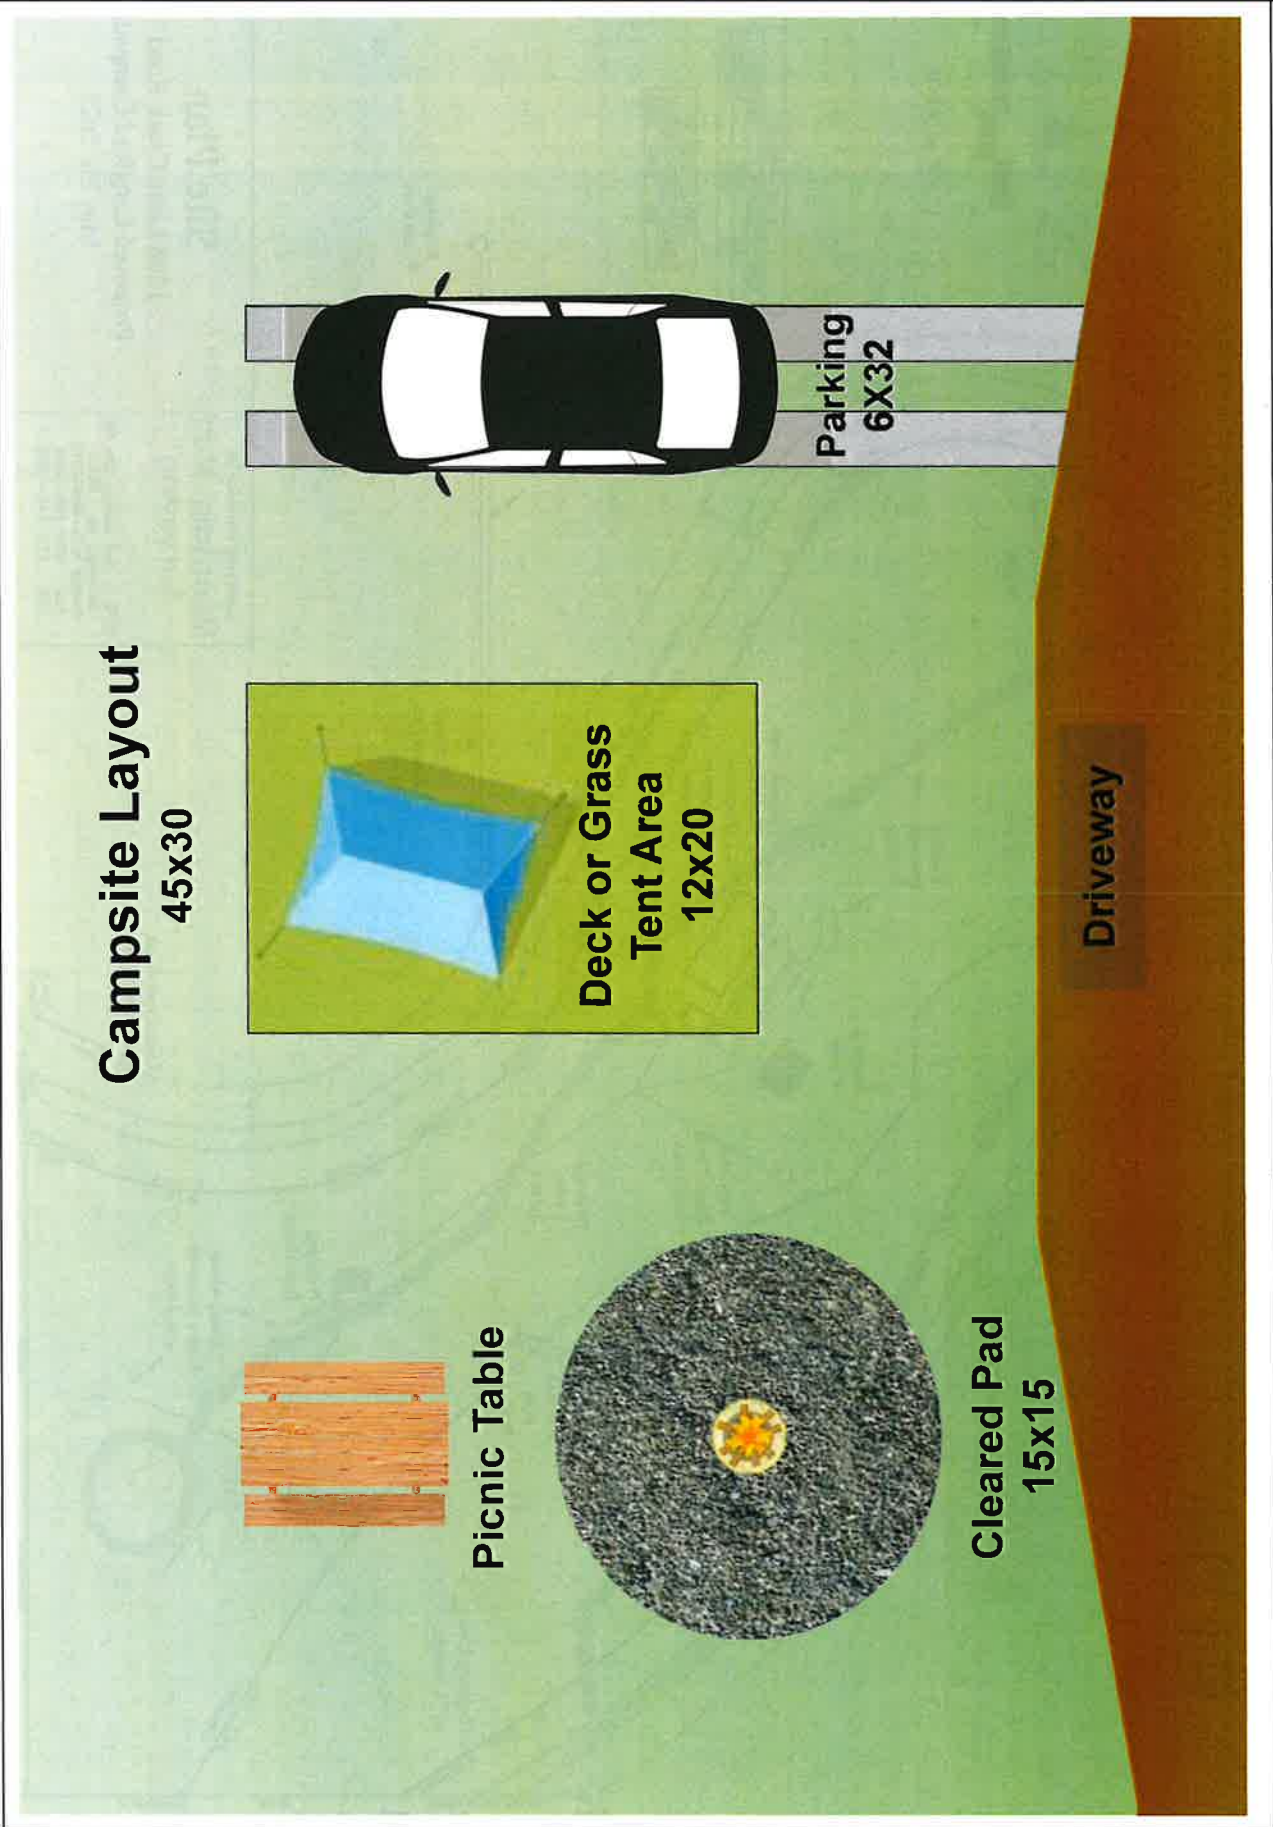 Campsite Layout
45x30
Picnic Table
Cleared Pad
15x15
Deck or Grass
Tent Area
12x20
Parking
6X32
Driveway